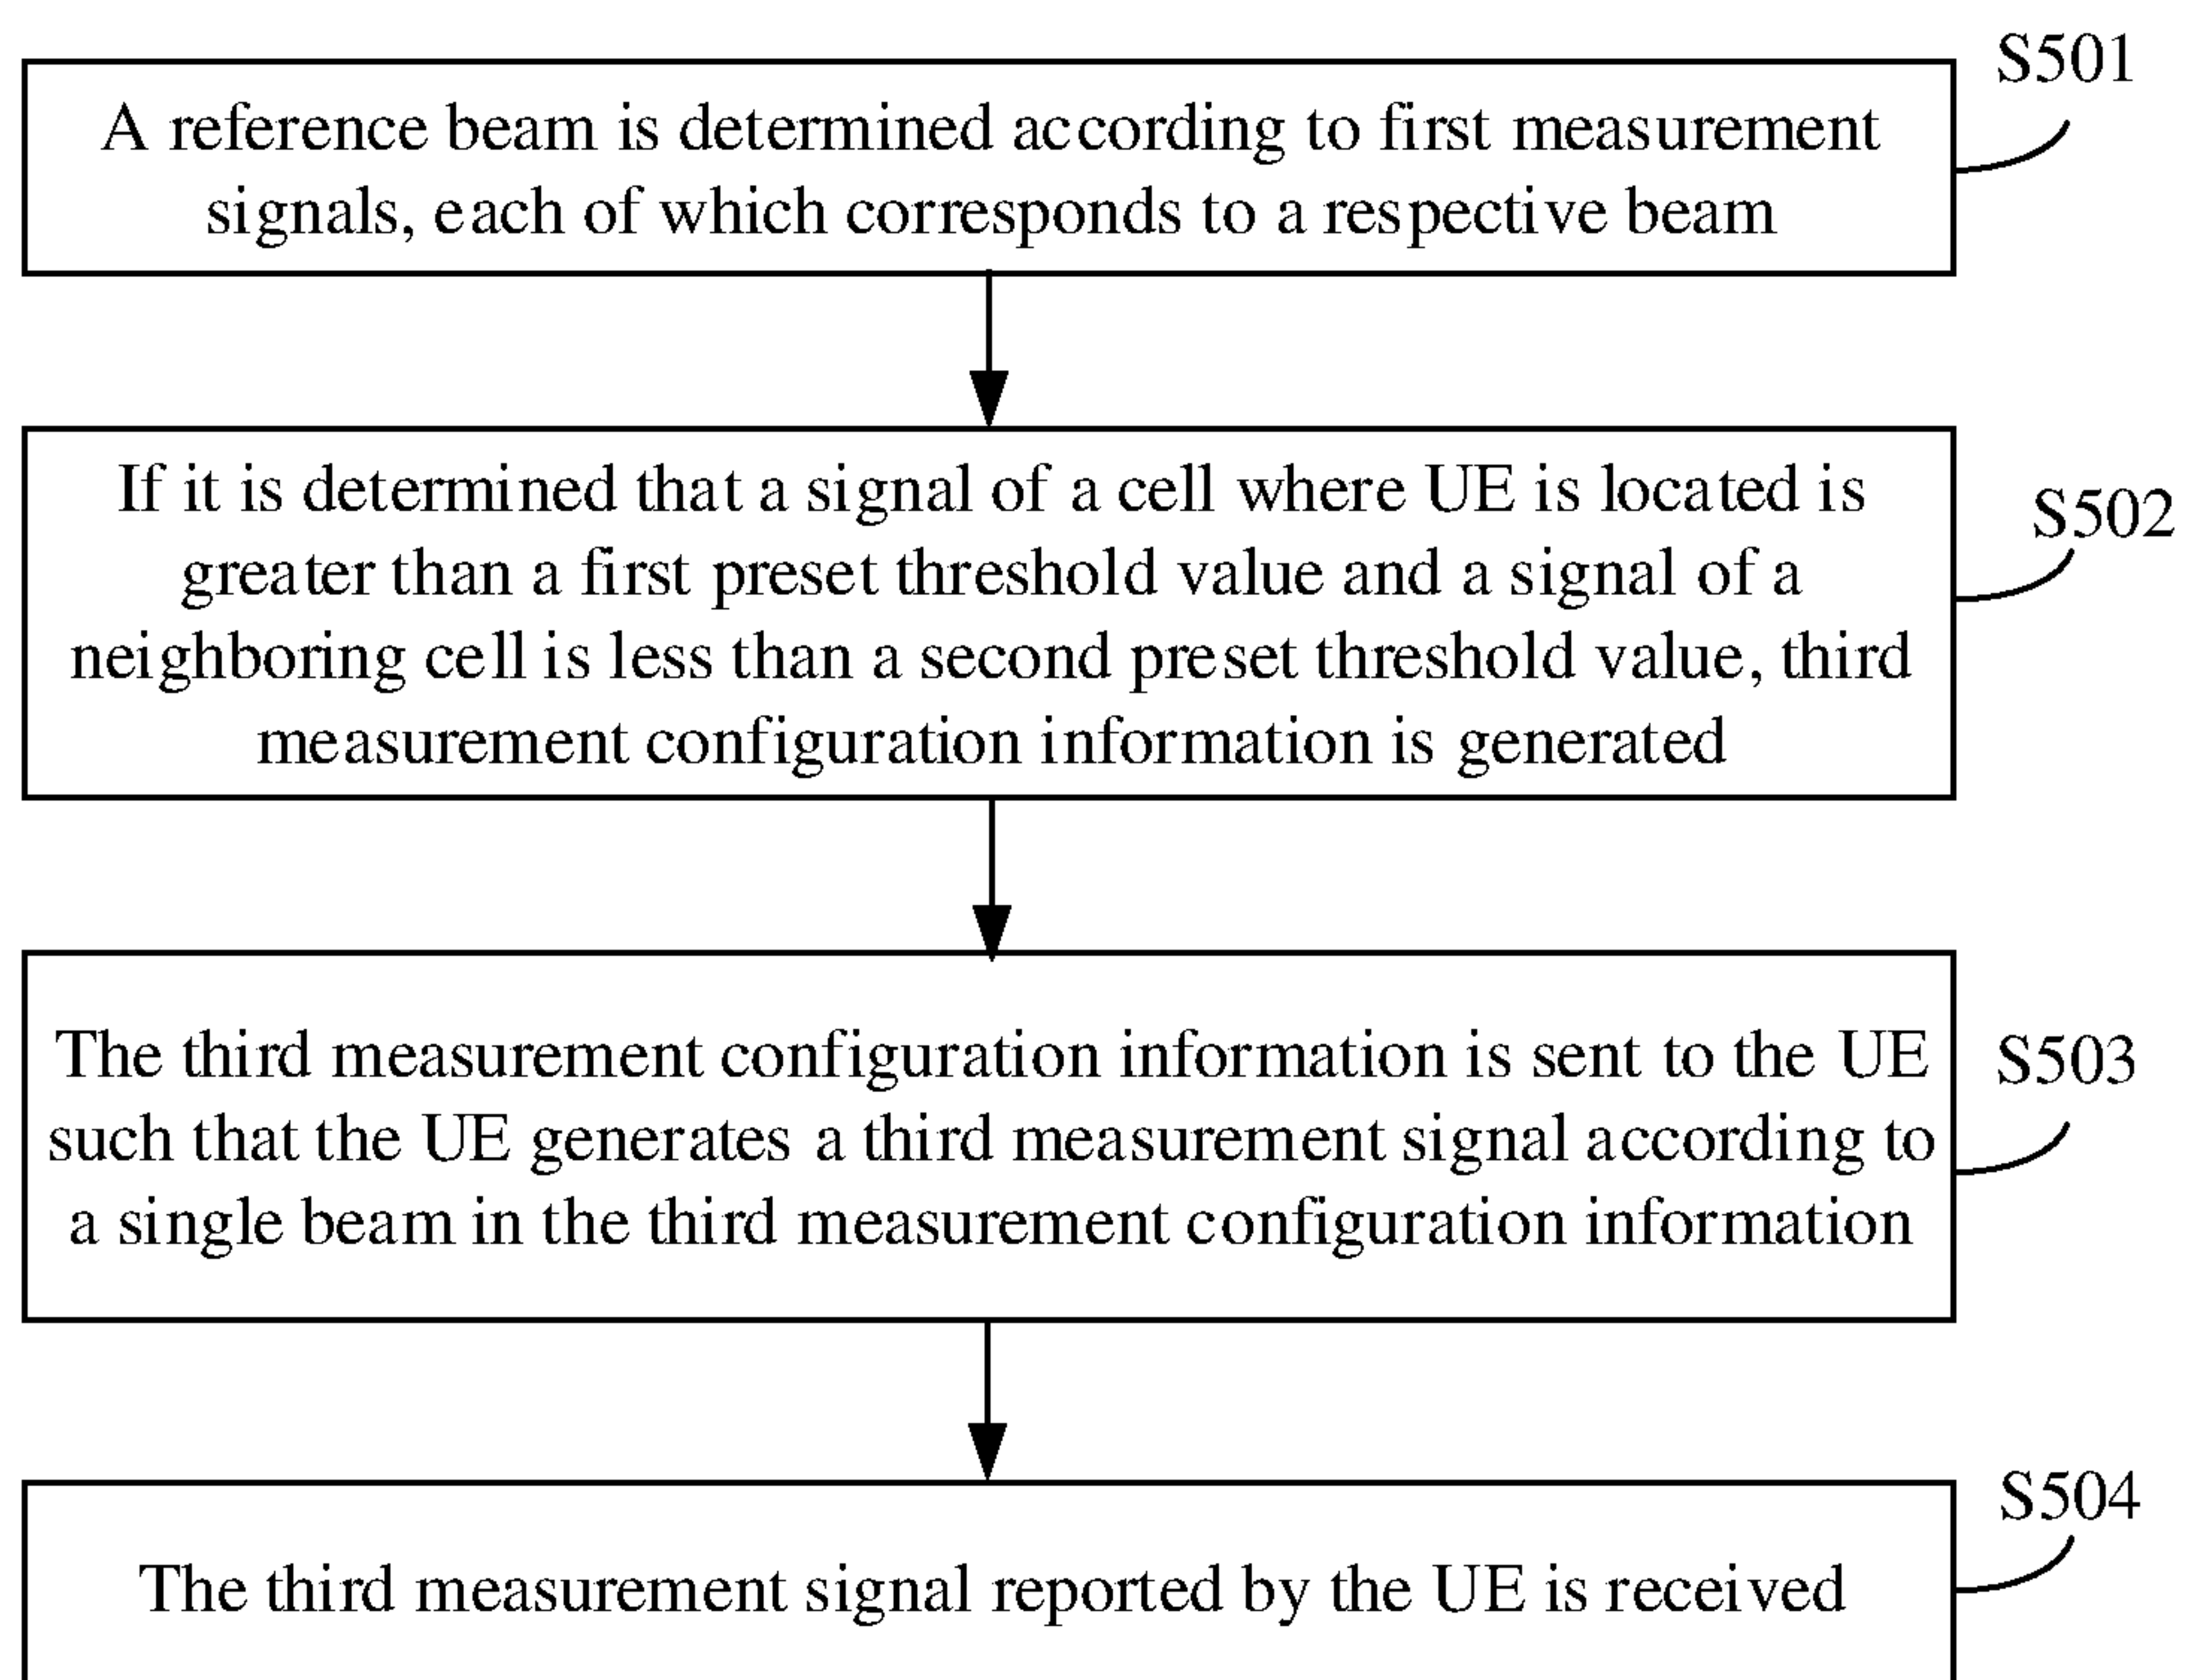 S501
A reference beam is determined according to first measurement
signals, each of which corresponds to a respective beam
If it is determined that a signal of a cell where UE is located is
greater than a first preset threshold value and a signal of a
neighboring cell is less than a second preset threshold value, third
measurement configuration information is generated
S502
The third measurement configuration information is sent to the UE
such that the UE generates a third measurement signal according to
a single beam in the third measurement configuration information
S503
S504
The third measurement signal reported by the UE is received